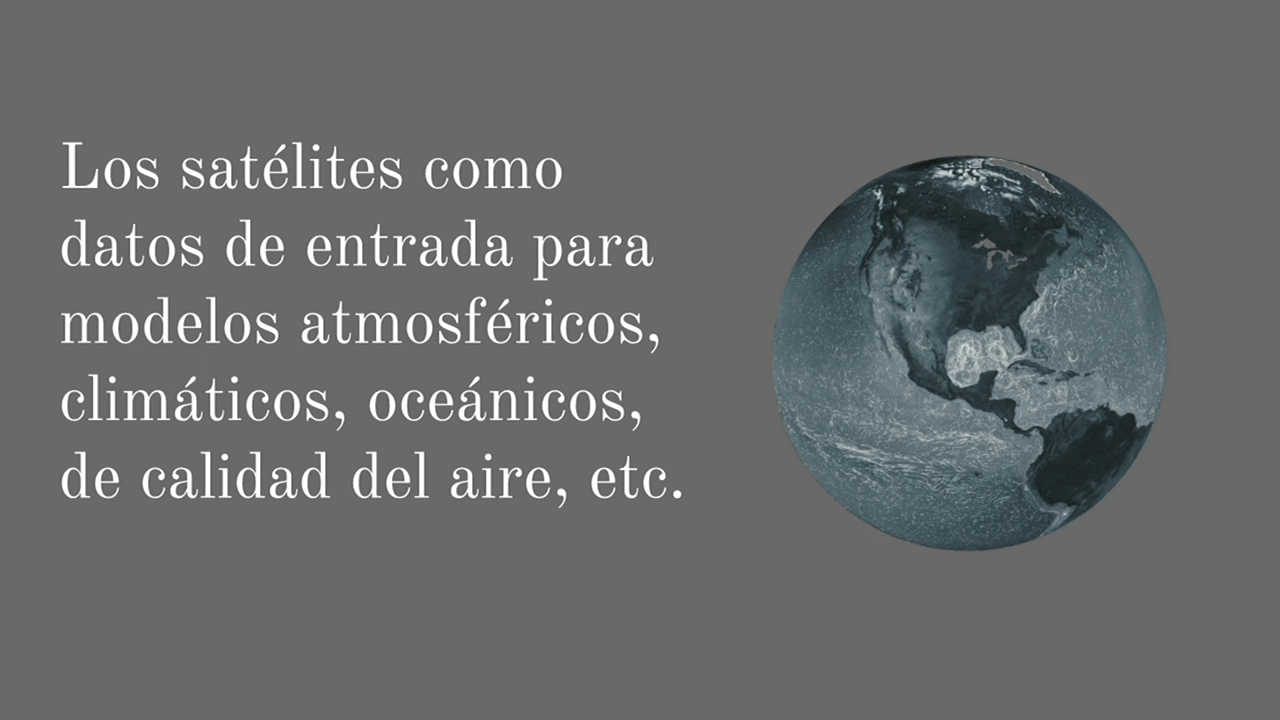 Los satélites como
datos de entrada para
modelos atmosféricos,
climáticos, oceánicos,
de calidad del aire, etc.